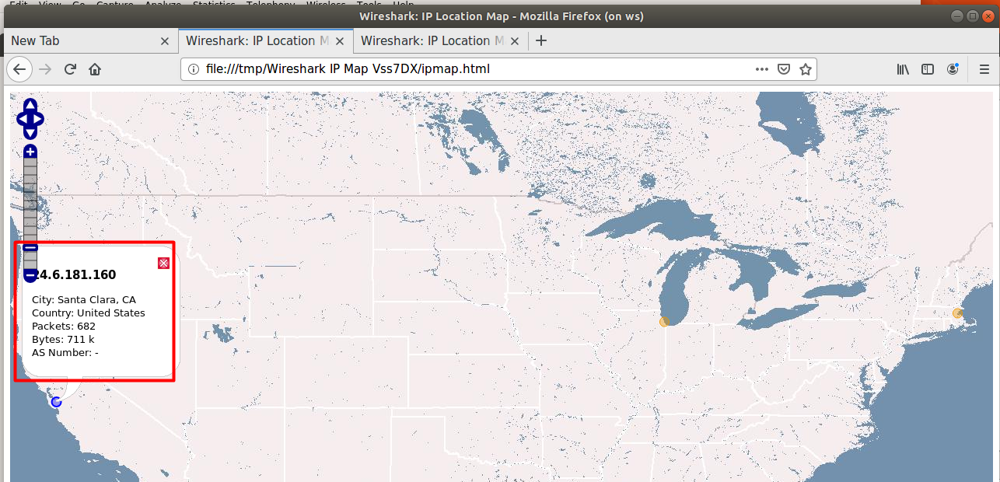 Edit View Go Capture Analyze Statistics Telephony Wireless Tools Help
Wireshark: IP Location Map - Mozilla Firefox (on ws)
New Tab
Wireshark: IP Location M
Wireshark: IP Location M
file:///tmp/Wireshark IP Map Vss7DX/ipmap.html
24.6.181.160
City: Santa Clara, CA
Country: United States
Packets: 682
Bytes: 711 k
AS Number: -